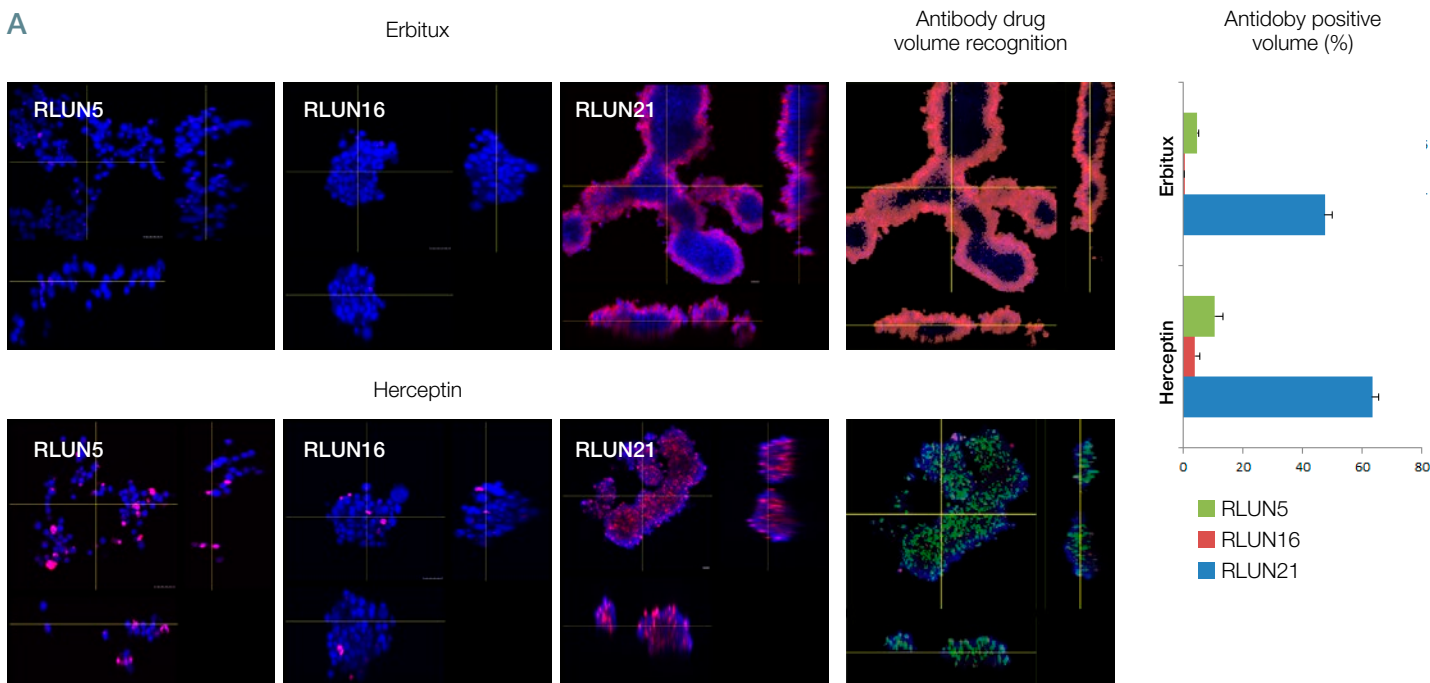 A
Erbitux
Antibody drug
volume recognition
Antidoby positive
volume (%)
RLUN5
RLUN16
RLUN21
Erbitux
Herceptin
Herceptin
RLUN5
RLUN16
RLUN21
0 20 40 60 80
RLUN5
RLUN16
RLUN21